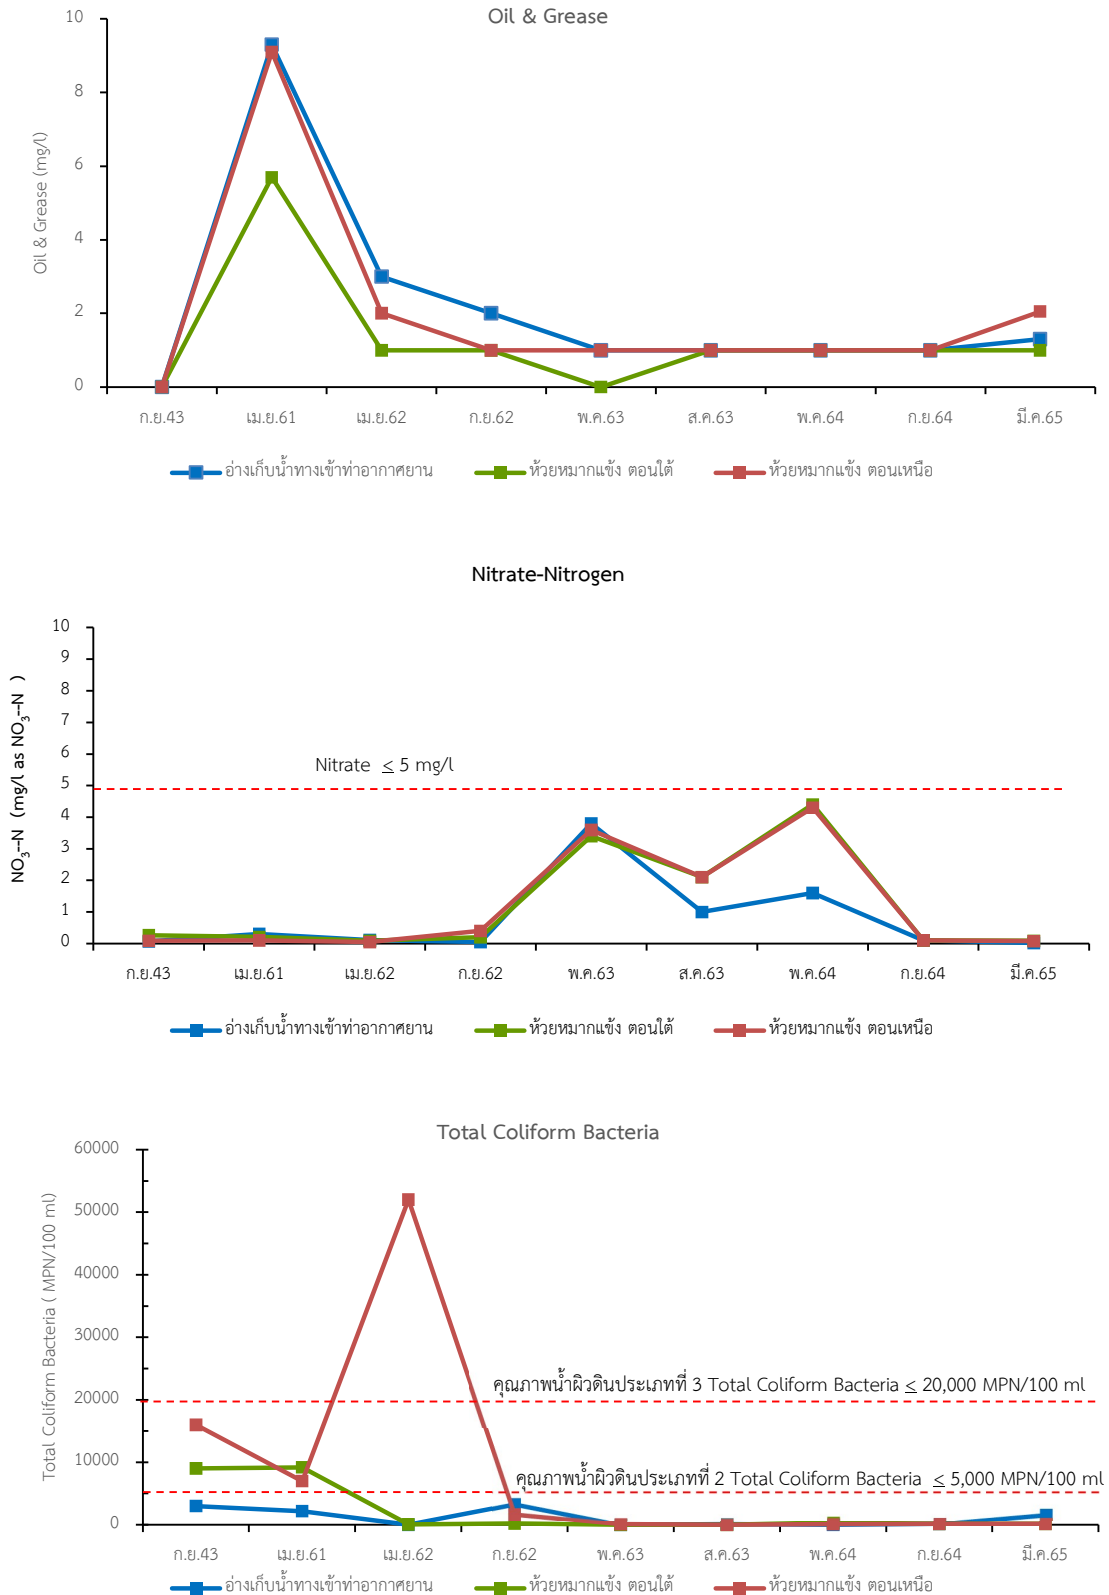 Oil & Grease
Oil & Grease (mg/l)
10
8
6
4
2
0
ก.ย.43 เม.ย.61 เม.ย.62 ก.ย.62 พ.ค.63 ส.ค.63 พ.ค.64 ก.ย.64 มี.ค.65
อ่างเก็บน้ำทางเข้าท่าอากาศยาน ห้วยหมากแข้ง ตอนใต้ ห้วยหมากแข้ง ตอนเหนือ
Nitrate-Nitrogen
NO3--N (mg/l as NO3--N )
10
9
8
7
6
5
4
3
2
1
0
Nitrate ≤ 5 mg/l
ก.ย.43 เม.ย.61 เม.ย.62 ก.ย.62 พ.ค.63 ส.ค.63 พ.ค.64 ก.ย.64 มี.ค.65
อ่างเก็บน้ำทางเข้าท่าอากาศยาน ห้วยหมากแข้ง ตอนใต้ ห้วยหมากแข้ง ตอนเหนือ
Total Coliform Bacteria
Total Coliform Bacteria ( MPN/100 ml)
60000
50000
40000
30000
20000
10000
0
คุณภาพน้ำผิวดินประเภทที่ 3 Total Coliform Bacteria ≤ 20,000 MPN/100 ml
คุณภาพน้ำผิวดินประเภทที่ 2 Total Coliform Bacteria ≤ 5,000 MPN/100 ml
ก.ย.43 เม.ย.61 เม.ย.62 ก.ย.62 พ.ค.63 ส.ค.63 พ.ค.64 ก.ย.64 มี.ค.65
อ่างเก็บน้ำทางเข้าท่าอากาศยาน ห้วยหมากแข้ง ตอนใต้ ห้วยหมากแข้ง ตอนเหนือ